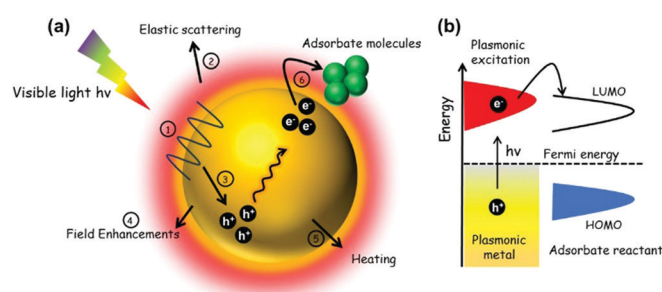 (a)
Elastic scattering
Adsorbate molecules
Visible light hν
①
②
③
④
⑤
⑥
e-
e-
e-
h+
h+
h+
Field Enhancements
Heating
(b)
Plasmonic
excitation
LUMO
Energy
e-
hν
Fermi energy
h+
HOMO
Plasmonic
metal
Adsorbate reactant